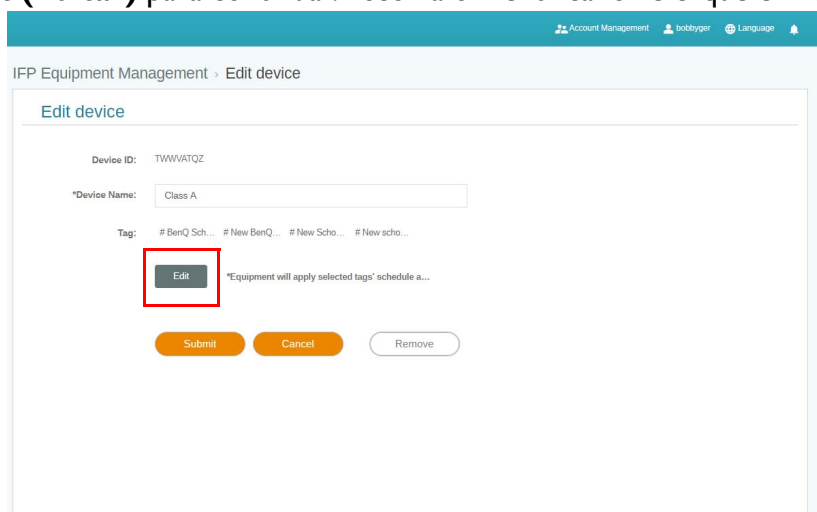 para
Account Management bobbyger Language
IFP Equipment Management › Edit device
Edit device
Device ID: TWWVATQZ
*Device Name: Class A
Tag: # BenQ Sch... # New BenQ... # New Scho... # New scho...
Edit *Equipment will apply selected tags' schedule a...
Submit Cancel Remove